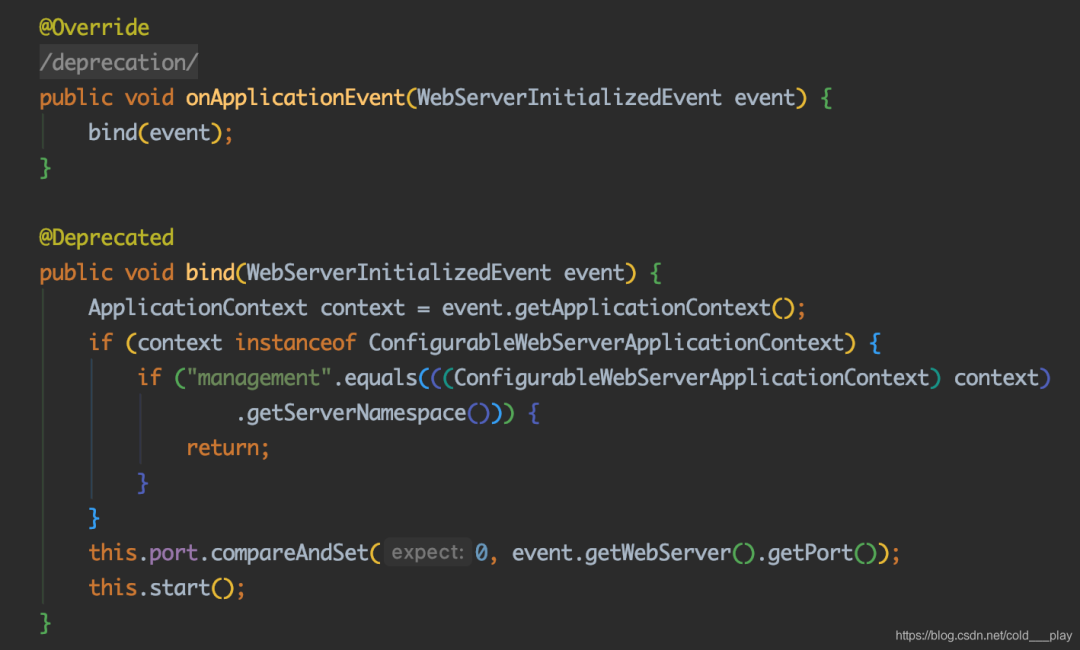 @Override
/deprecation/
public void onApplicationEvent(WebServerInitializedEvent event) {
    bind(event);
}

@Deprecated
public void bind(WebServerInitializedEvent event) {
    ApplicationContext context = event.getApplicationContext();
    if (context instanceof ConfigurableWebServerApplicationContext) {
        if ("management".equals(((ConfigurableWebServerApplicationContext) context)
                .getServerNamespace())) {
            return;
        }
    }
    this.port.compareAndSet( expect: 0, event.getWebServer().getPort());
    this.start();
}
https://blog.csdn.net/cold___play